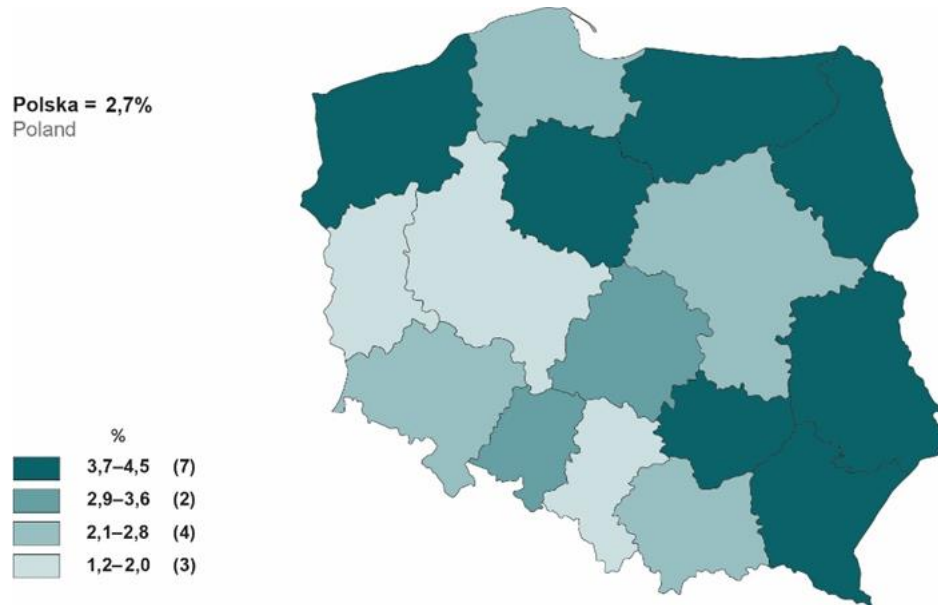 Polska = 2,7%
Poland
%
3,7–4,5 (7)
2,9–3,6 (2)
2,1–2,8 (4)
1,2–2,0 (3)